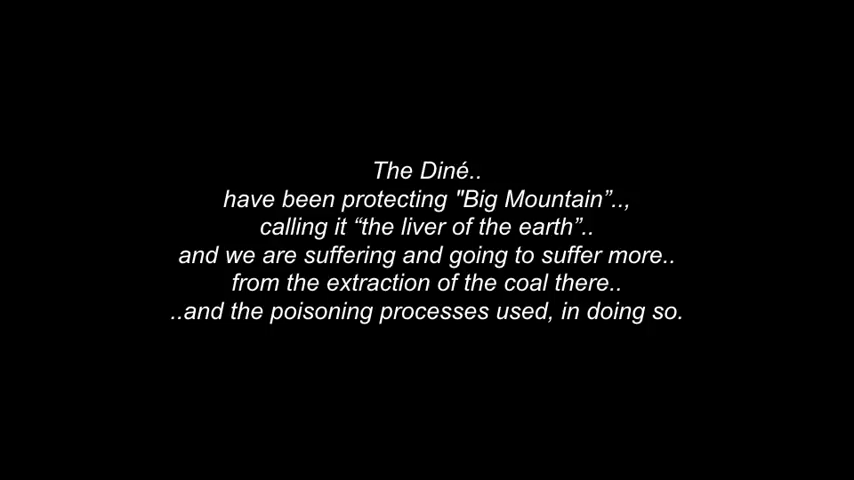 The Diné..
have been protecting "Big Mountain”..,
calling it “the liver of the earth”..
and we are suffering and going to suffer more..
from the extraction of the coal there..
..and the poisoning processes used, in doing so.